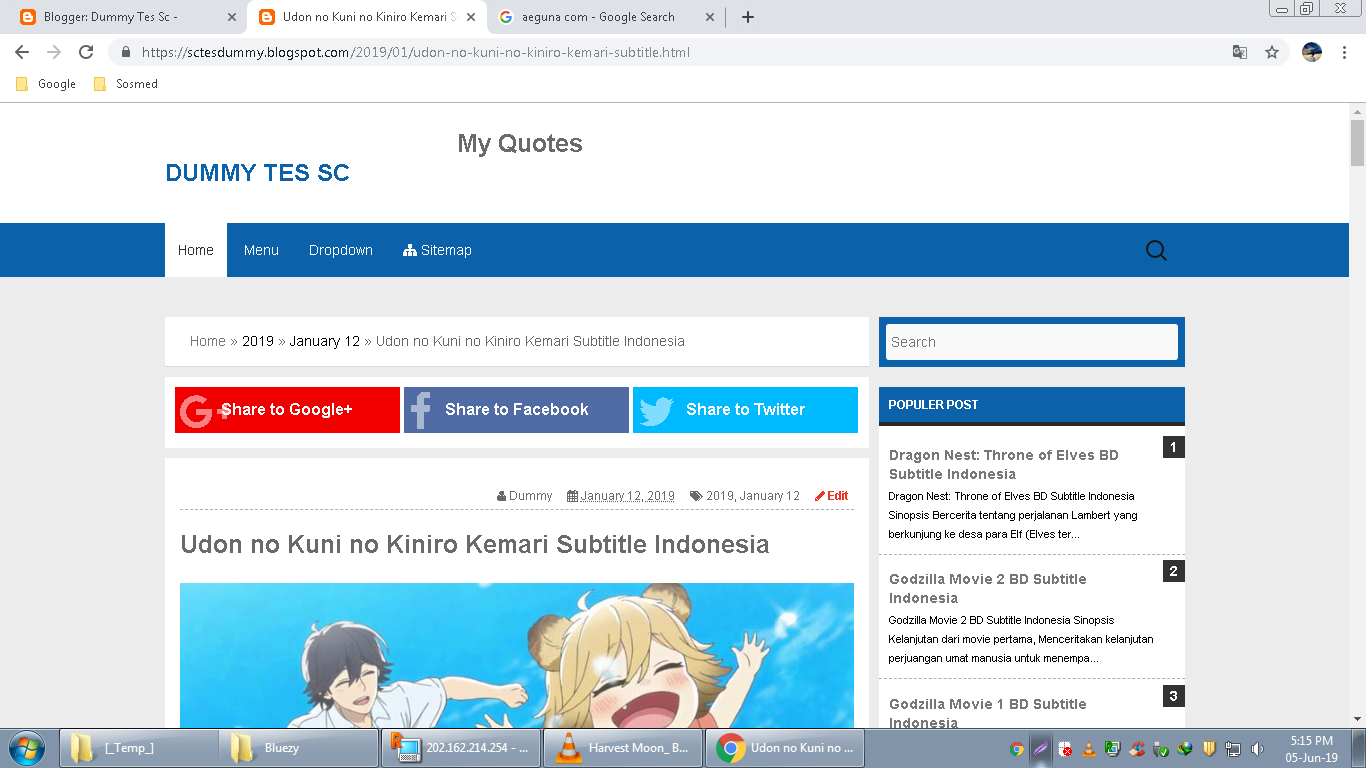 Blogger: Dummy Tes Sc -
Udon no Kuni no Kiniro Kemari S
aeguna com - Google Search
https://sctesdummy.blogspot.com/2019/01/udon-no-kuni-no-kiniro-kemari-subtitle.html
Google
Sosmed
My Quotes
DUMMY TES SC
Home
Menu
Dropdown
Sitemap
Home » 2019 » January 12 » Udon no Kuni no Kiniro Kemari Subtitle Indonesia
Search
Share to Google+
Share to Facebook
Share to Twitter
POPULER POST
Dummy January 12, 2019 2019, January 12 Edit
Udon no Kuni no Kiniro Kemari Subtitle Indonesia
1
Dragon Nest: Throne of Elves BD
Subtitle Indonesia
Dragon Nest: Throne of Elves BD Subtitle Indonesia
Sinopsis Bercerita tentang perjalanan Lambert yang
berkunjung ke desa para Elf (Elves ter...
2
Godzilla Movie 2 BD Subtitle
Indonesia
Godzilla Movie 2 BD Subtitle Indonesia Sinopsis
Kelanjutan dari movie pertama, Menceritakan kelanjutan
perjuangan umat manusia untuk menempa...
3
Godzilla Movie 1 BD Subtitle
Indonesia
[_Temp_]
Bluezy
202.162.214.254 - ...
Harvest Moon_ B...
Udon no Kuni no ...
5:15 PM
05-Jun-19